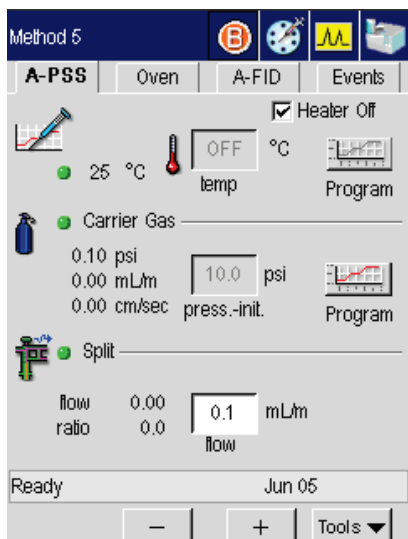 Method 5 B
A-PSS Oven A-FID Events
Heater Off
25 °C OFF °C
temp Program
Carrier Gas
0.10 psi
0.00 mL/m 10.0 psi
0.00 cm/sec press.-init. Program
Split
flow 0.00 0.1 mL/m
ratio 0.0
flow
Ready Jun 05
− + Tools